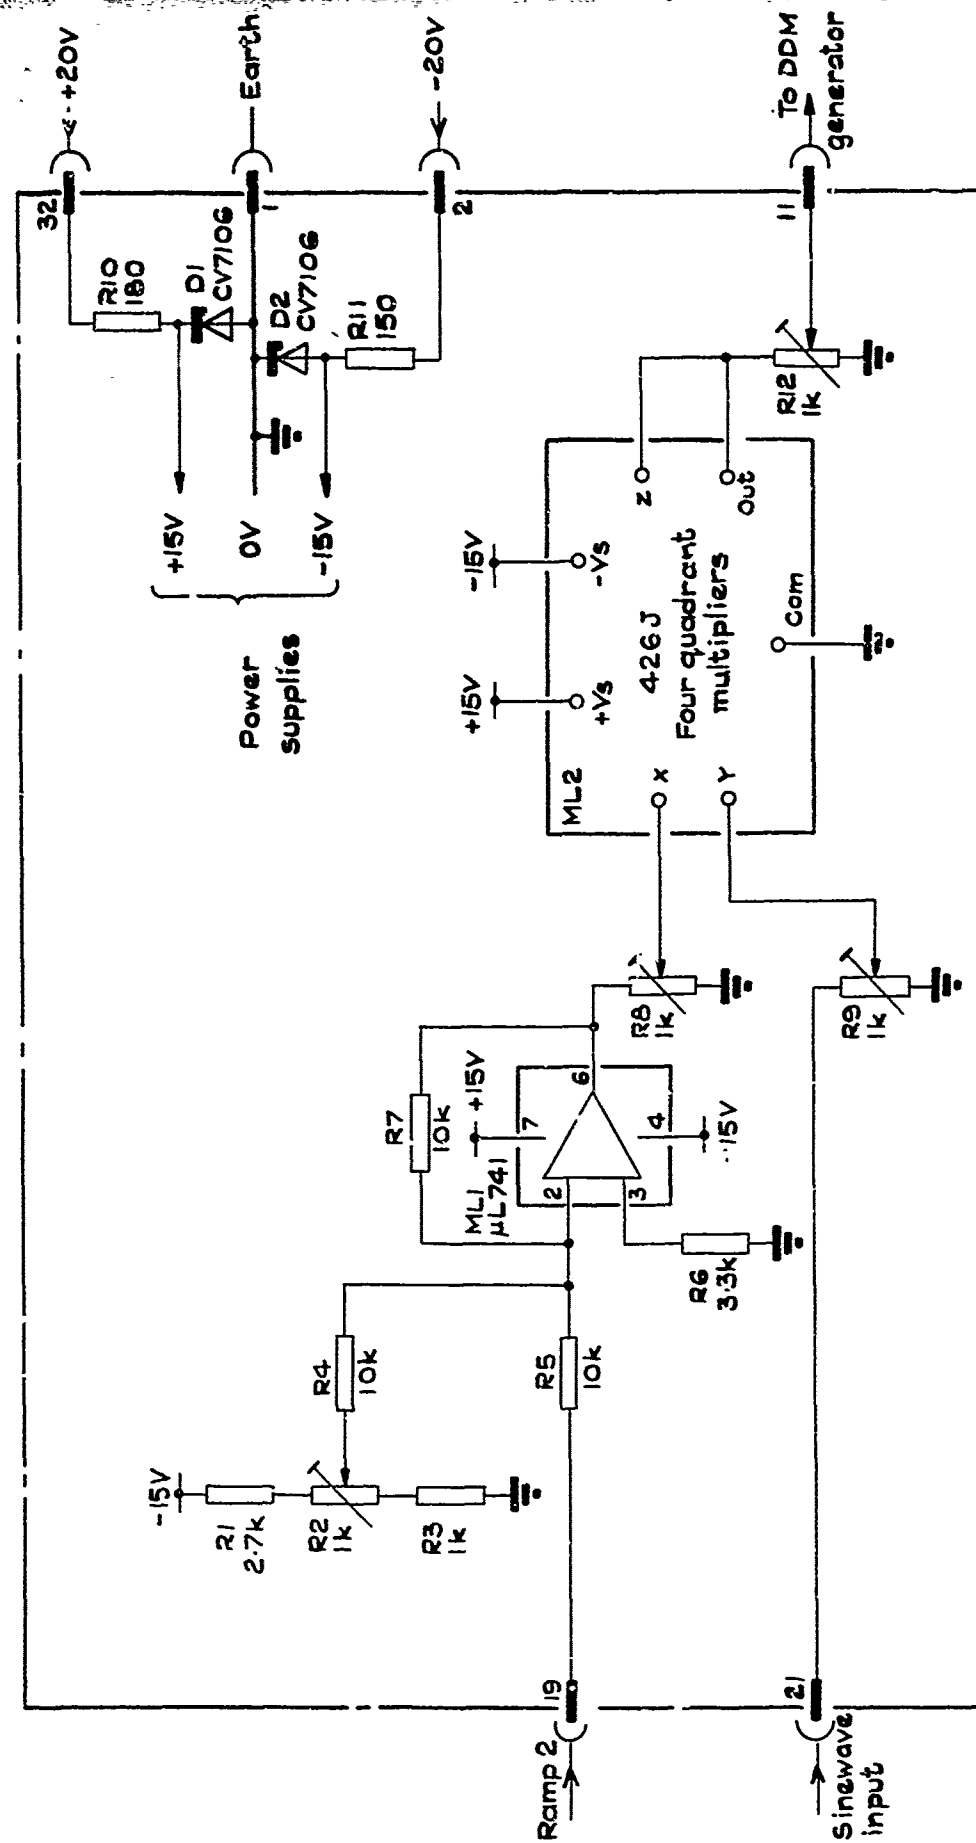 +20V
32
Earth
1
-20V
2
To DDM
generator
11
R10
180
D1
CV7106
D2
CV7106
R11
150
+15V
0V
-15V
Power
supplies
R12
1k
-15V
-Vs
+15V
+Vs
Z
Out
426J
Four quadrant
multipliers
Com
ML2
X
Y
R8
1k
R9
1k
R7
10k
+15V
7
6
ML1
µL741
2
3
4
-15V
R6
3.3k
R4
10k
R5
10k
-15V
R1
2.7k
R2
1k
R3
1k
Ramp 2
19
Sinewave
input
21